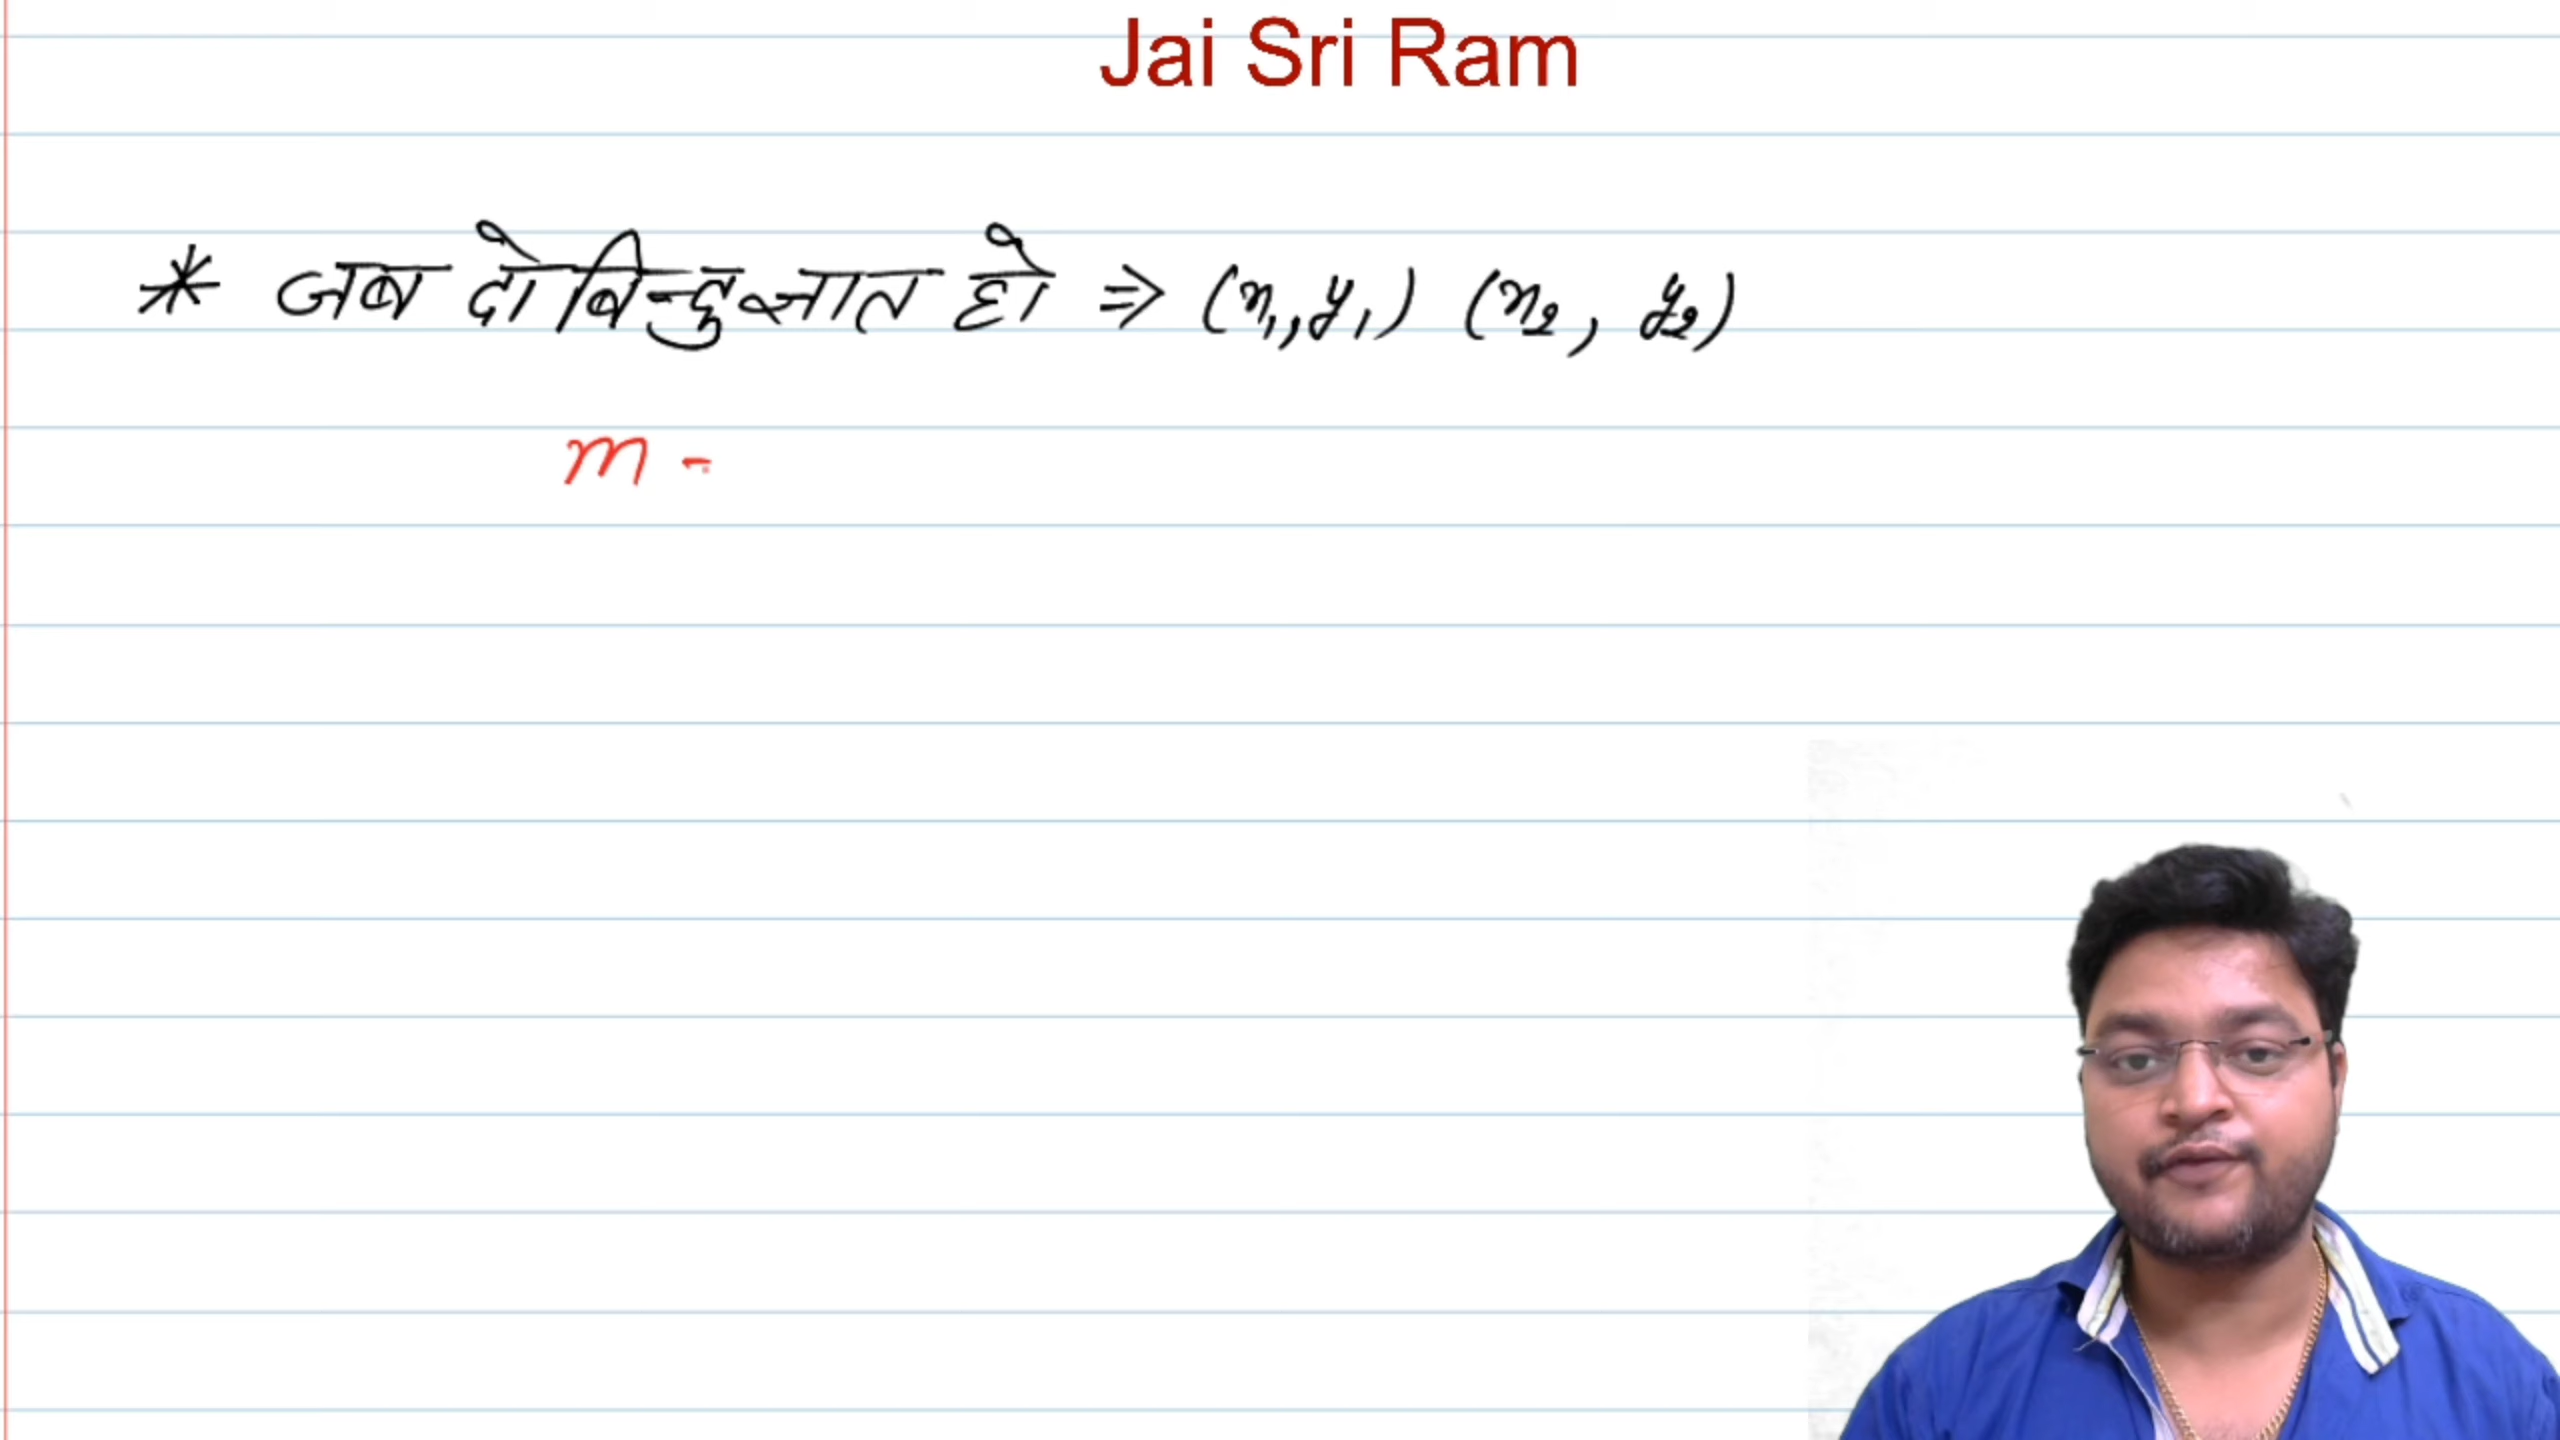 Jai Sri Ram
* जब दो बिन्दु ज्ञात हो ⇒ (x₁, y₁) (x₂, y₂)
m -